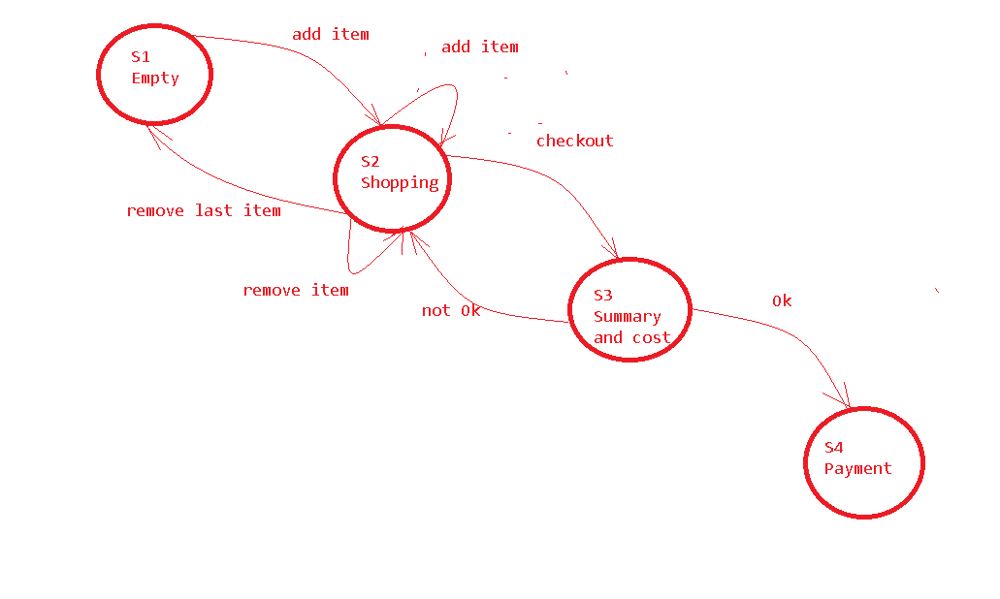 add item
add item
S1
Empty
checkout
S2
Shopping
remove last item
remove item
not Ok
S3
Summary
and cost
Ok
S4
Payment